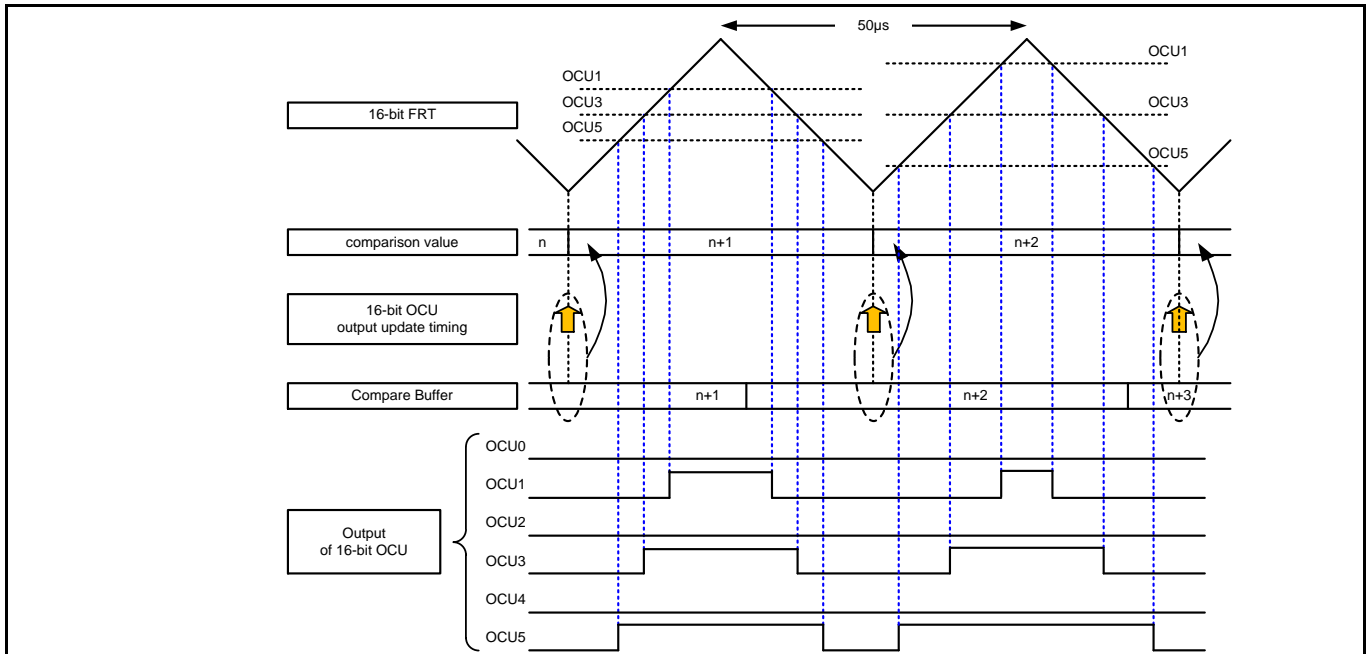 50µs
OCU1
OCU3
OCU5
OCU1
OCU3
OCU5
16-bit FRT
comparison value
n
n+1
n+2
16-bit OCU
output update timing
Compare Buffer
n+1
n+2
n+3
Output
of 16-bit OCU
OCU0
OCU1
OCU2
OCU3
OCU4
OCU5